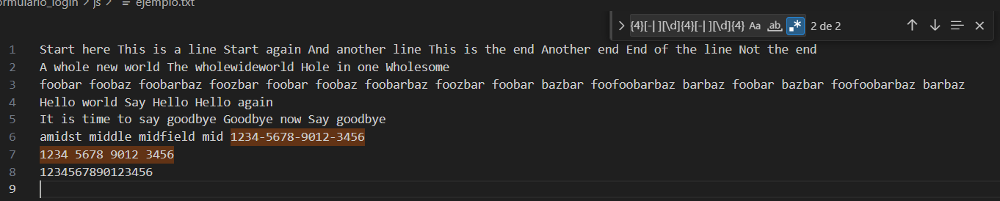 ormulario_login > js > ejemplo.txt
{4}[-| ][\d]{4}[-| ][\d]{4} Aa ab .* 2 de 2
1 Start here This is a line Start again And another line This is the end Another end End of the line Not the end
2 A whole new world The wholewideworld Hole in one Wholesome
3 foobar foobaz foobarbaz foozbar foobar foobaz foobarbaz foozbar foobar bazbar foofoobarbaz barbaz foobar bazbar foofoobarbaz barbaz
4 Hello world Say Hello Hello again
5 It is time to say goodbye Goodbye now Say goodbye
6 amidst middle midfield mid 1234-5678-9012-3456
7 1234 5678 9012 3456
8 1234567890123456
9